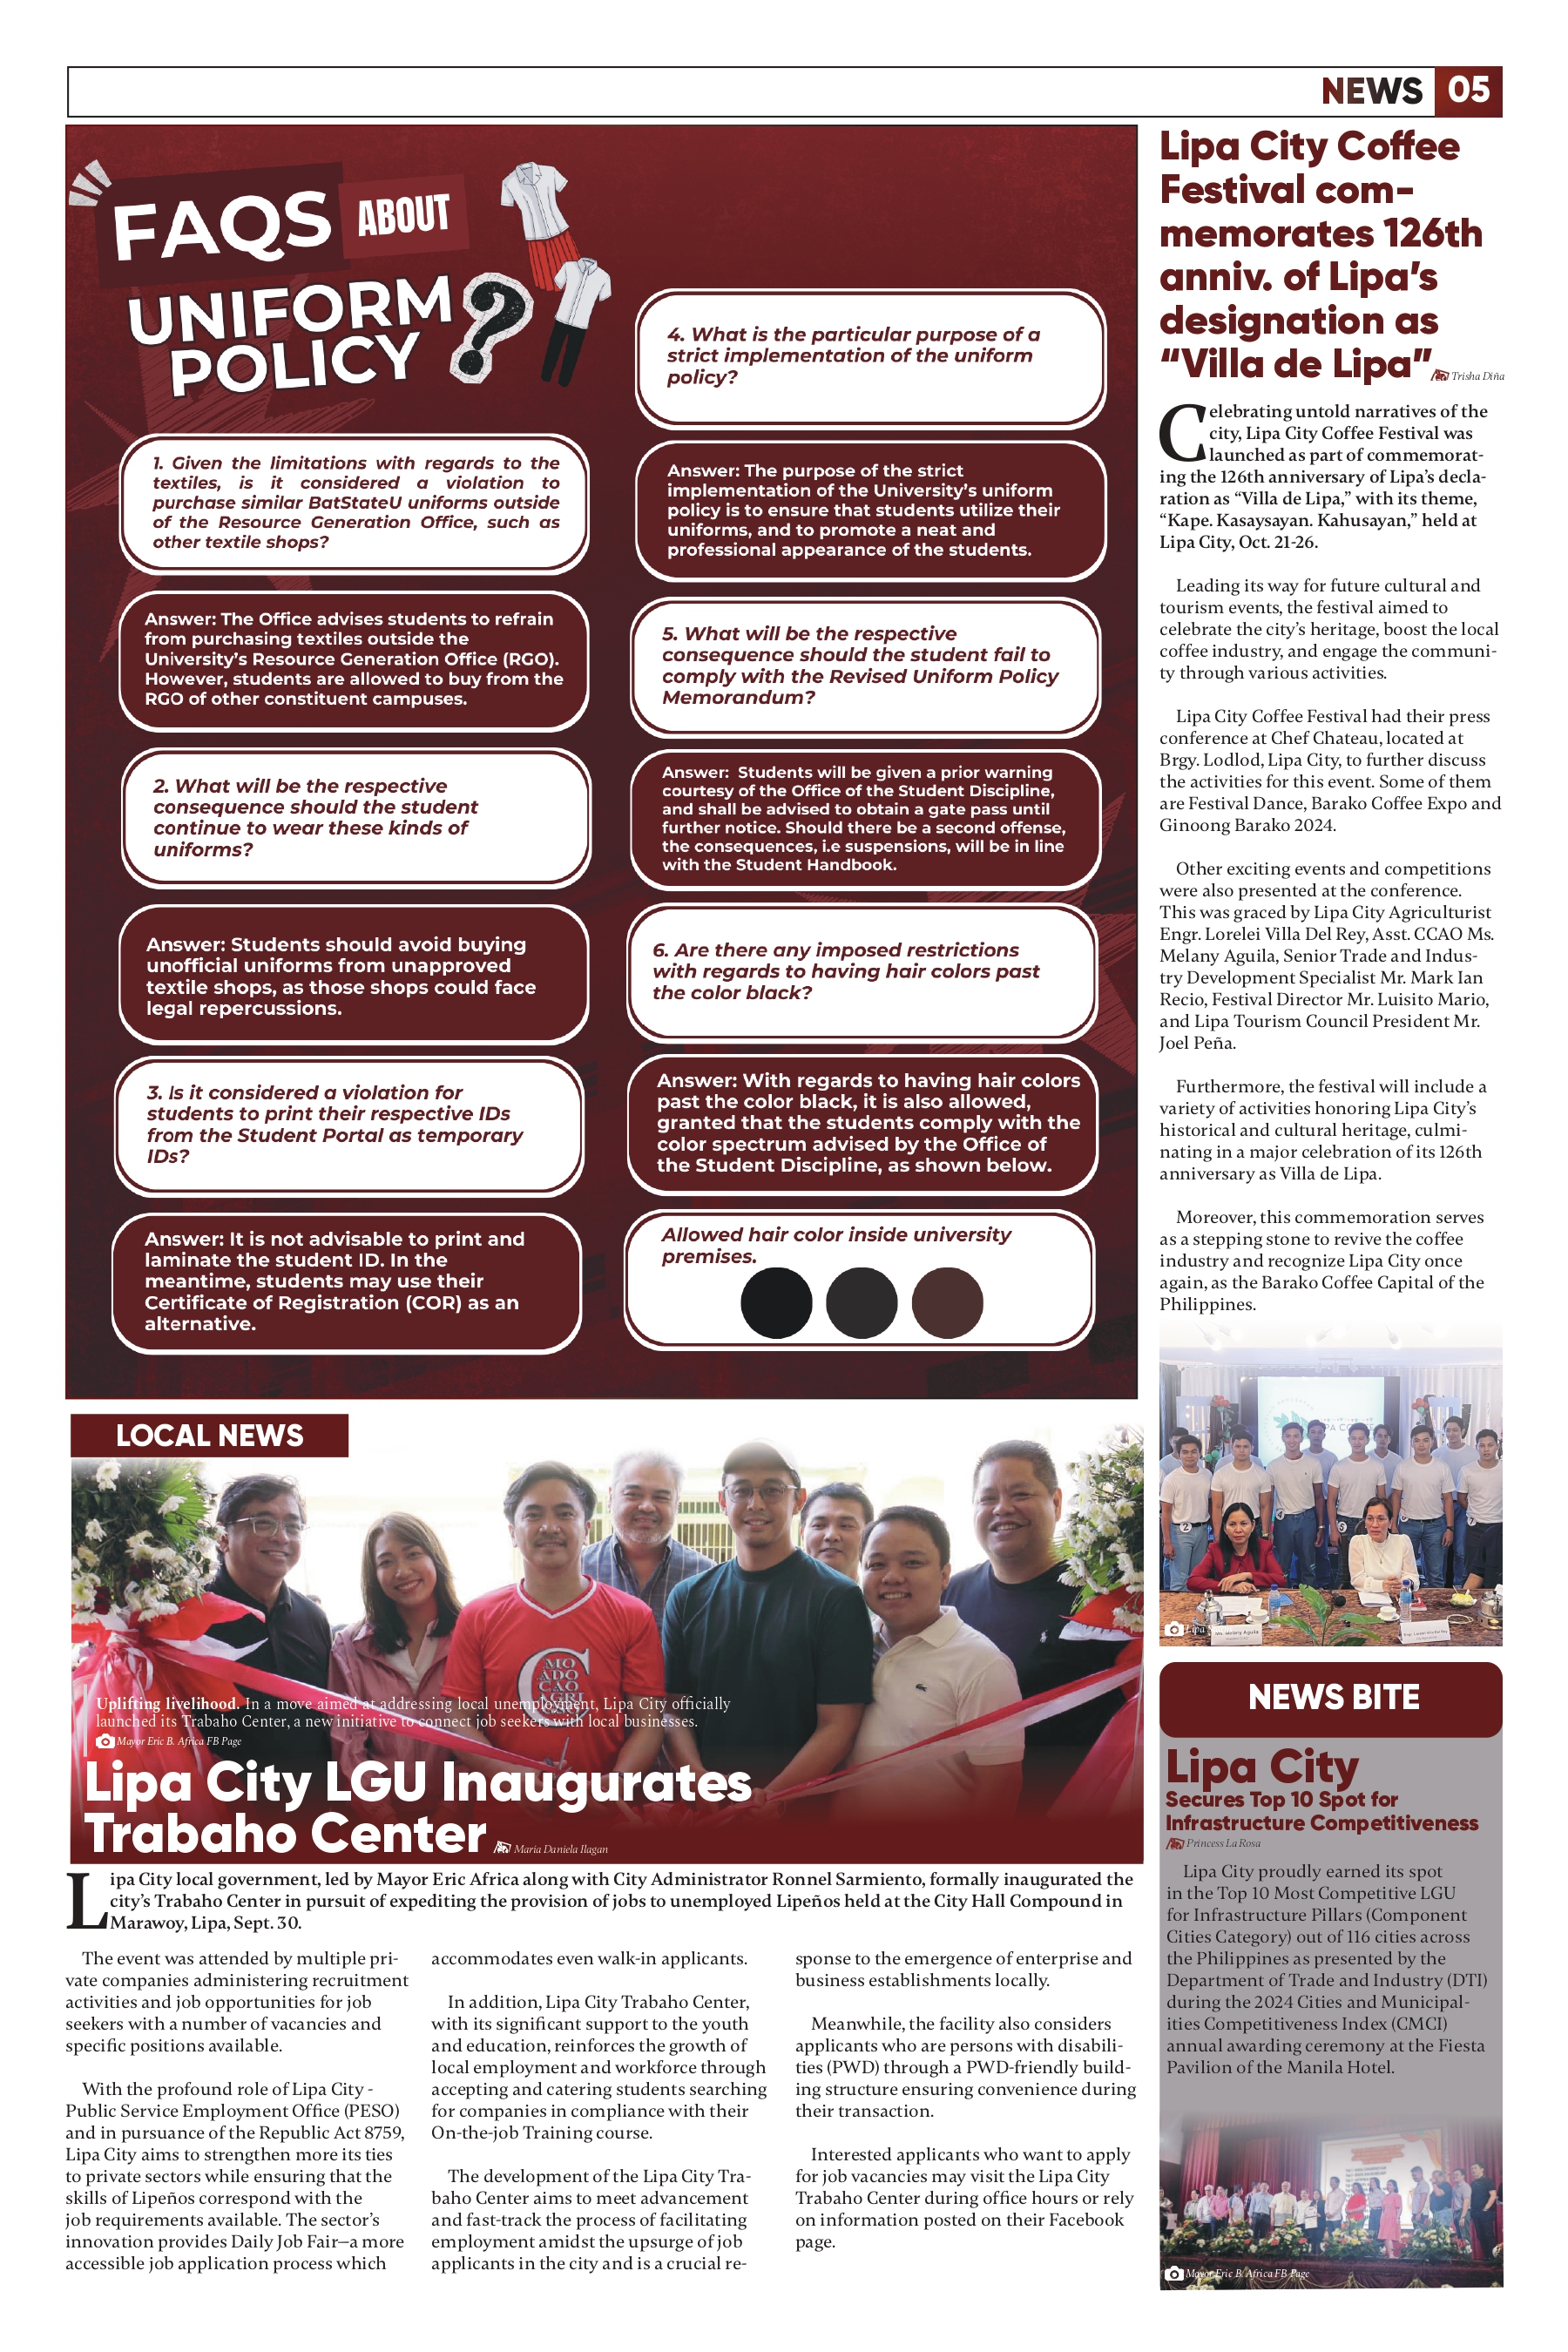 NEWS 05
FAQS ABOUT
UNIFORM
POLICY ?
1. Given the limitations with regards to the
textiles, is it considered a violation to
purchase similar BatStateU uniforms outside
of the Resource Generation Office, such as
other textile shops?
Answer: The Office advises students to refrain
from purchasing textiles outside the
University's Resource Generation Office (RGO).
However, students are allowed to buy from the
RGO of other constituent campuses.
2. What will be the respective
consequence should the student
continue to wear these kinds of
uniforms?
Answer: Students should avoid buying
unofficial uniforms from unapproved
textile shops, as those shops could face
legal repercussions.
3. Is it considered a violation for
students to print their respective IDs
from the Student Portal as temporary
IDs?
Answer: It is not advisable to print and
laminate the student ID. In the
meantime, students may use their
Certificate of Registration (COR) as an
alternative.
4. What is the particular purpose of a
strict implementation of the uniform
policy?
Answer: The purpose of the strict
implementation of the University's uniform
policy is to ensure that students utilize their
uniforms, and to promote a neat and
professional appearance of the students.
5. What will be the respective
consequence should the student fail to
comply with the Revised Uniform Policy
Memorandum?
Answer:  Students will be given a prior warning
courtesy of the Office of the Student Discipline,
and shall be advised to obtain a gate pass until
further notice. Should there be a second offense,
the consequences, i.e suspensions, will be in line
with the Student Handbook.
6. Are there any imposed restrictions
with regards to having hair colors past
the color black?
Answer: With regards to having hair colors
past the color black, it is also allowed,
granted that the students comply with the
color spectrum advised by the Office of
the Student Discipline, as shown below.
Allowed hair color inside university
premises.
Lipa City Coffee
Festival com-
memorates 126th
anniv. of Lipa's
designation as
“Villa de Lipa”
Trisha Diña
Celebrating untold narratives of the
city, Lipa City Coffee Festival was
launched as part of commemorat-
ing the 126th anniversary of Lipa's decla-
ration as “Villa de Lipa,” with its theme,
“Kape. Kasaysayan. Kahusayan,” held at
Lipa City, Oct. 21-26.
Leading its way for future cultural and
tourism events, the festival aimed to
celebrate the city's heritage, boost the local
coffee industry, and engage the communi-
ty through various activities.
Lipa City Coffee Festival had their press
conference at Chef Chateau, located at
Brgy. Lodlod, Lipa City, to further discuss
the activities for this event. Some of them
are Festival Dance, Barako Coffee Expo and
Ginoong Barako 2024.
Other exciting events and competitions
were also presented at the conference.
This was graced by Lipa City Agriculturist
Engr. Lorelei Villa Del Rey, Asst. CCAO Ms.
Melany Aguila, Senior Trade and Indus-
try Development Specialist Mr. Mark Ian
Recio, Festival Director Mr. Luisito Mario,
and Lipa Tourism Council President Mr.
Joel Peña.
Furthermore, the festival will include a
variety of activities honoring Lipa City's
historical and cultural heritage, culmi-
nating in a major celebration of its 126th
anniversary as Villa de Lipa.
Moreover, this commemoration serves
as a stepping stone to revive the coffee
industry and recognize Lipa City once
again, as the Barako Coffee Capital of the
Philippines.
Lipa
Ms. Melany Aguila
LOCAL NEWS
MO
ADO
CAO
AGRI
Uplifting livelihood. In a move aimed at addressing local unemployment, Lipa City officially
launched its Trabaho Center, a new initiative to connect job seekers with local businesses.
Mayor Eric B. Africa FB Page
Lipa City LGU Inaugurates
Trabaho Center
Maria Daniela Ilagan
Lipa City local government, led by Mayor Eric Africa along with City Administrator Ronnel Sarmiento, formally inaugurated the
city's Trabaho Center in pursuit of expediting the provision of jobs to unemployed Lipeños held at the City Hall Compound in
Marawoy, Lipa, Sept. 30.
The event was attended by multiple pri-
vate companies administering recruitment
activities and job opportunities for job
seekers with a number of vacancies and
specific positions available.
With the profound role of Lipa City -
Public Service Employment Office (PESO)
and in pursuance of the Republic Act 8759,
Lipa City aims to strengthen more its ties
to private sectors while ensuring that the
skills of Lipeños correspond with the
job requirements available. The sector's
innovation provides Daily Job Fair—a more
accessible job application process which
accommodates even walk-in applicants.
In addition, Lipa City Trabaho Center,
with its significant support to the youth
and education, reinforces the growth of
local employment and workforce through
accepting and catering students searching
for companies in compliance with their
On-the-job Training course.
The development of the Lipa City Tra-
baho Center aims to meet advancement
and fast-track the process of facilitating
employment amidst the upsurge of job
applicants in the city and is a crucial re-
sponse to the emergence of enterprise and
business establishments locally.
Meanwhile, the facility also considers
applicants who are persons with disabili-
ties (PWD) through a PWD-friendly build-
ing structure ensuring convenience during
their transaction.
Interested applicants who want to apply
for job vacancies may visit the Lipa City
Trabaho Center during office hours or rely
on information posted on their Facebook
page.
NEWS BITE
Lipa City
Secures Top 10 Spot for
Infrastructure Competitiveness
Princess La Rosa
Lipa City proudly earned its spot
in the Top 10 Most Competitive LGU
for Infrastructure Pillars (Component
Cities Category) out of 116 cities across
the Philippines as presented by the
Department of Trade and Industry (DTI)
during the 2024 Cities and Municipal-
ities Competitiveness Index (CMCI)
annual awarding ceremony at the Fiesta
Pavilion of the Manila Hotel.
Mayor Eric B. Africa FB Page